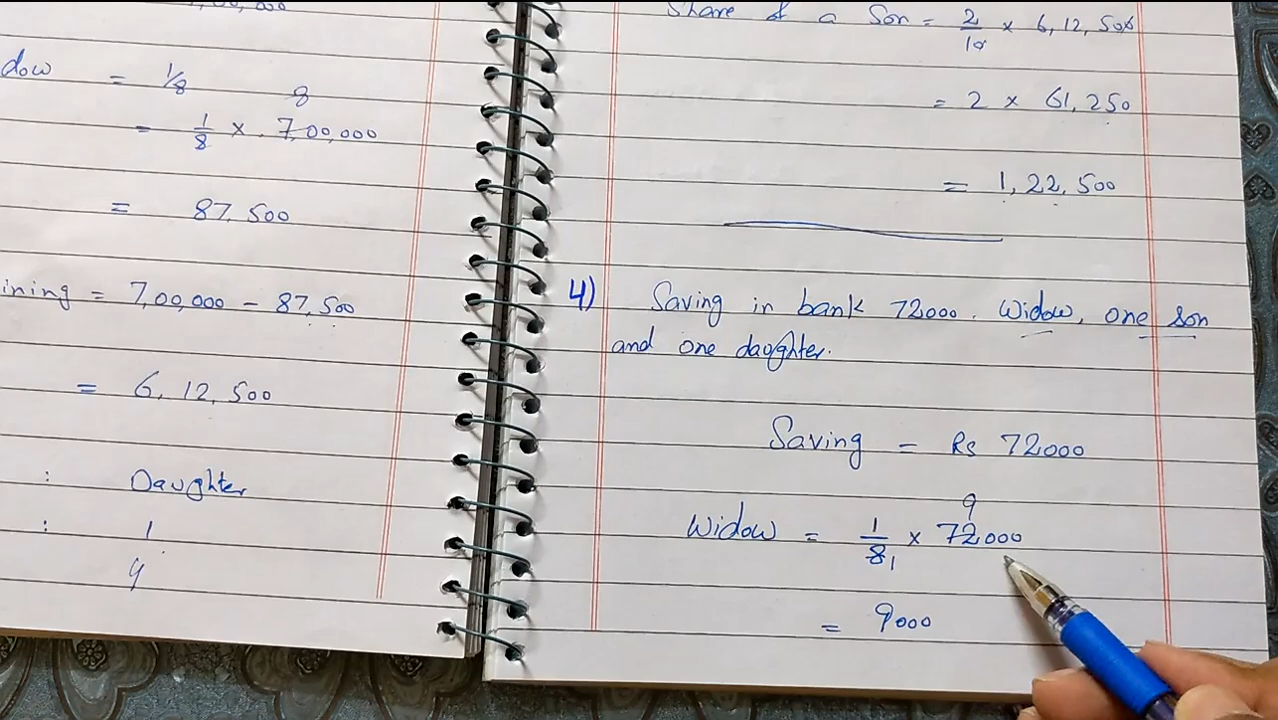 dow = 1/8
8
= 1/8 × 7,00,000
= 87,500
ining = 7,00,000 - 87,500
= 6,12,500
: Daughter
: 1
4
Share of a Son = 2/10 × 6,12,500
= 2 × 61,250
= 1,22,500
4) Saving in bank 72000. Widow, one son
and one daughter.
Saving = Rs 72000
9
Widow = 1/8 × 72000
1
= 9000